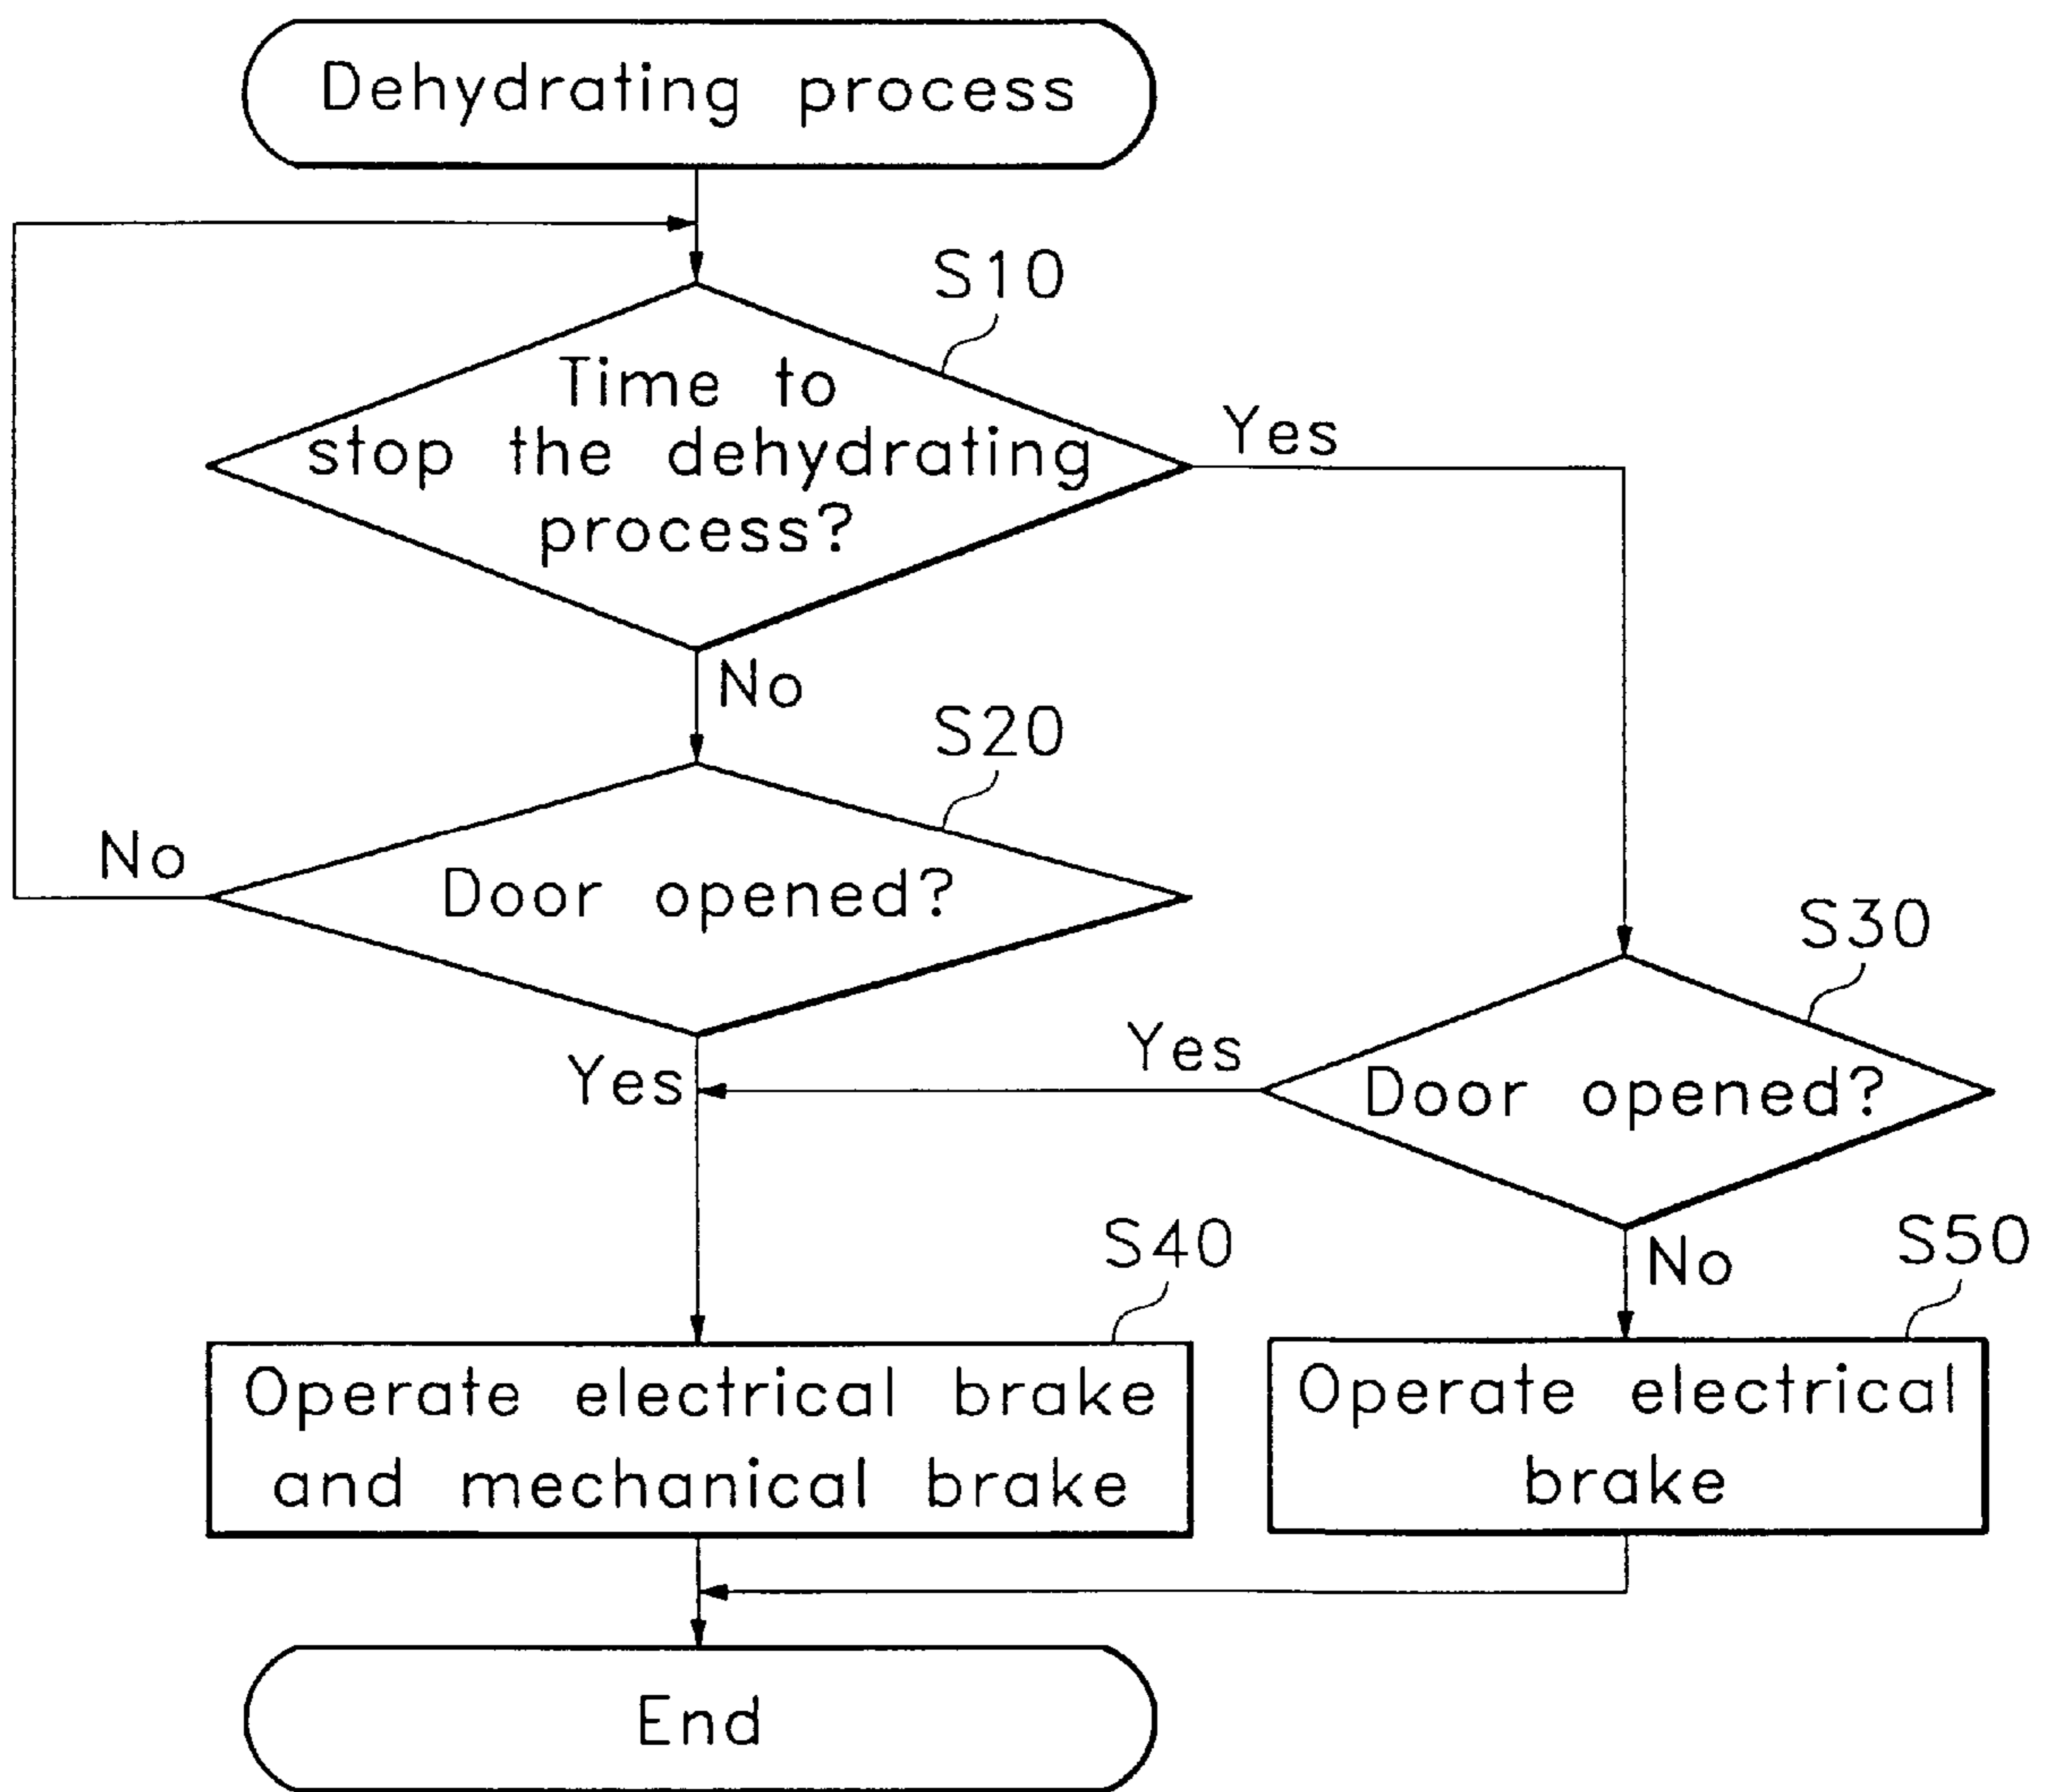 Dehydrating process
S10
Time to
stop the dehydrating
process?
Yes
No
S20
Door opened?
No
Yes
S30
Door opened?
Yes
No
S40
Operate electrical brake
and mechanical brake
S50
Operate electrical
brake
End